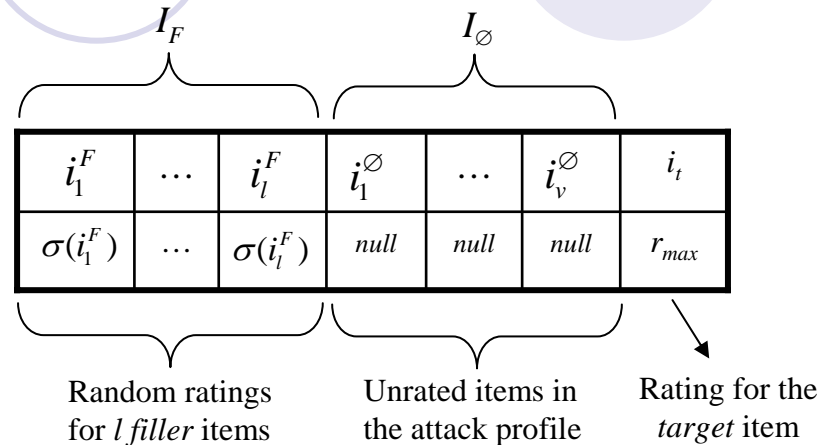 I_F I_∅
i_1^F … i_l^F i_1^∅ … i_v^∅ i_t
σ(i_1^F) … σ(i_l^F) null null null r_max
Random ratings Unrated items in Rating for the
for l filler items the attack profile target item